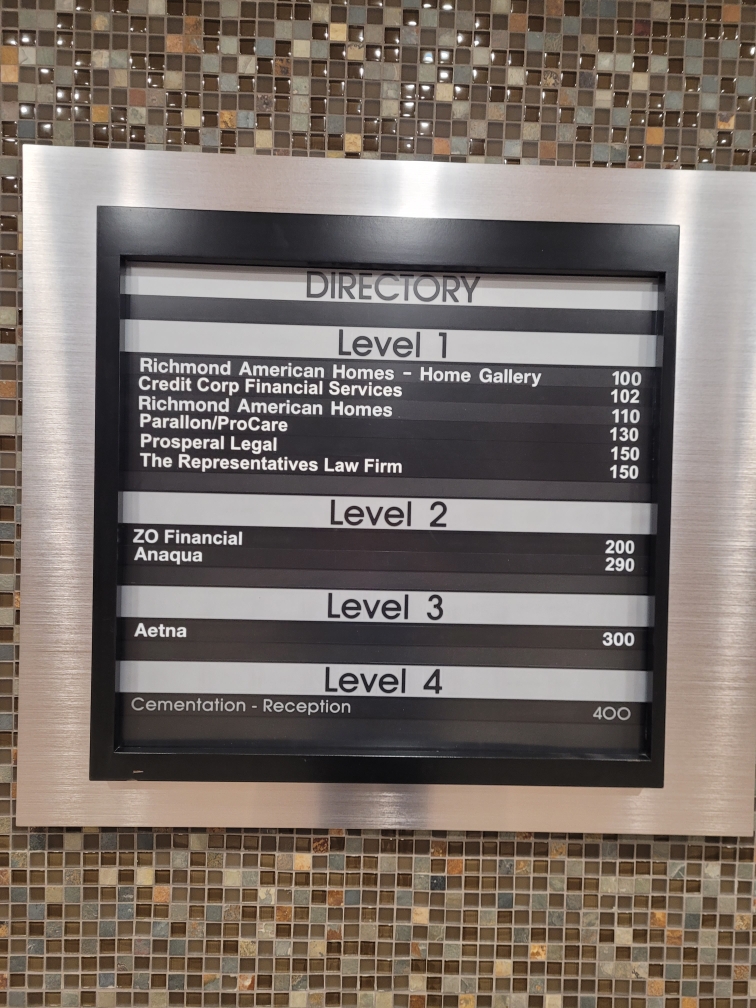 DIRECTORY
Level 1
Richmond American Homes - Home Gallery 100
Credit Corp Financial Services 102
Richmond American Homes 110
Parallon/ProCare 130
Prosperal Legal 150
The Representatives Law Firm 150
Level 2
ZO Financial 200
Anaqua 290
Level 3
Aetna 300
Level 4
Cementation - Reception 400